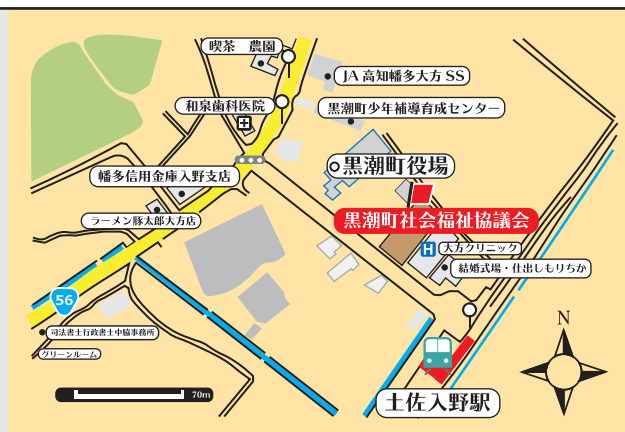 喫茶 農園
JA高知幡多大方SS
和泉歯科医院
黒潮町少年補導育成センター
黒潮町役場
幡多信用金庫入野支店
黒潮町社会福祉協議会
ラーメン豚太郎大方店
H 大方クリニック
結婚式場・仕出しもりちか
56
司法書士行政書士中脇事務所
グリーンルーム
N
70m
土佐入野駅